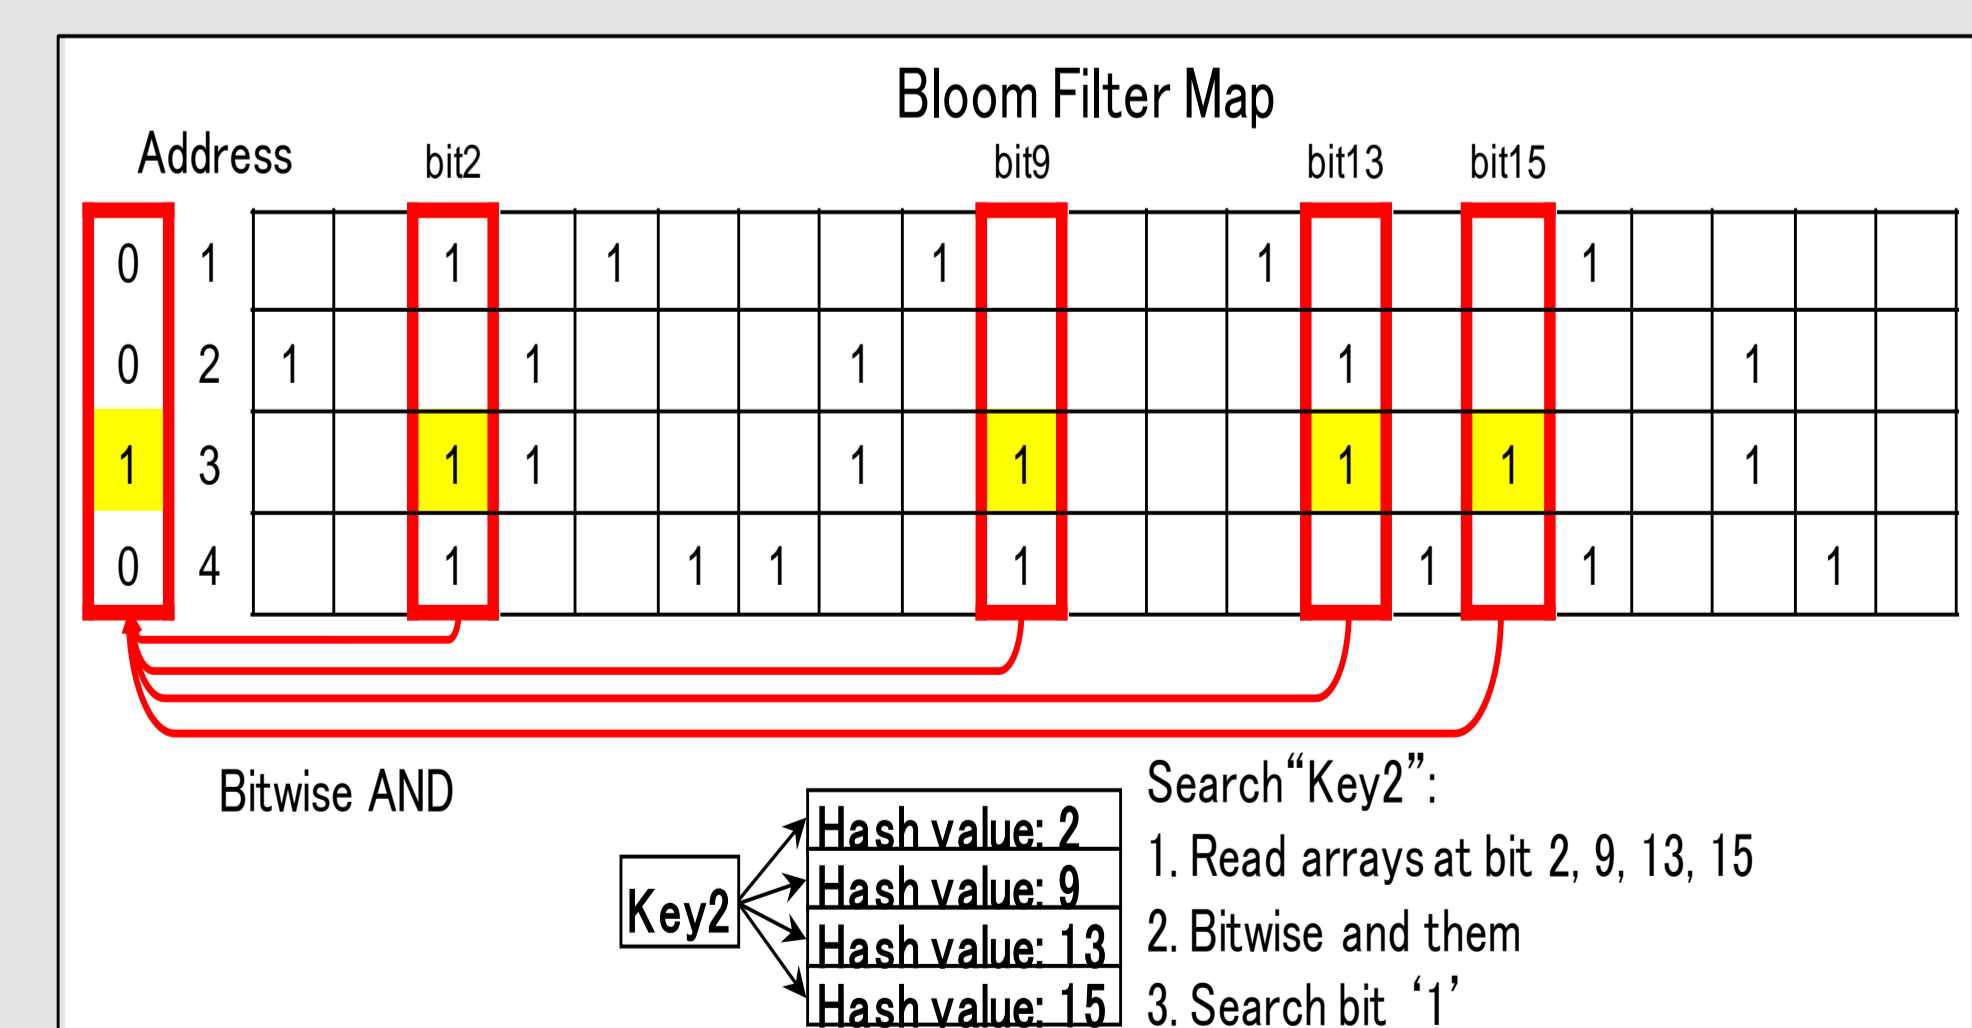 Bloom Filter Map
Address bit2 bit9 bit13 bit15
0 1 1 1 1 1 1
0 2 1 1 1 1 1
1 3 1 1 1 1 1 1 1
0 4 1 1 1 1 1 1 1
Bitwise AND
Key2
Hash value: 2
Hash value: 9
Hash value: 13
Hash value: 15
Search“Key2”:
1. Read arrays at bit 2, 9, 13, 15
2. Bitwise and them
3. Search bit ‘1’